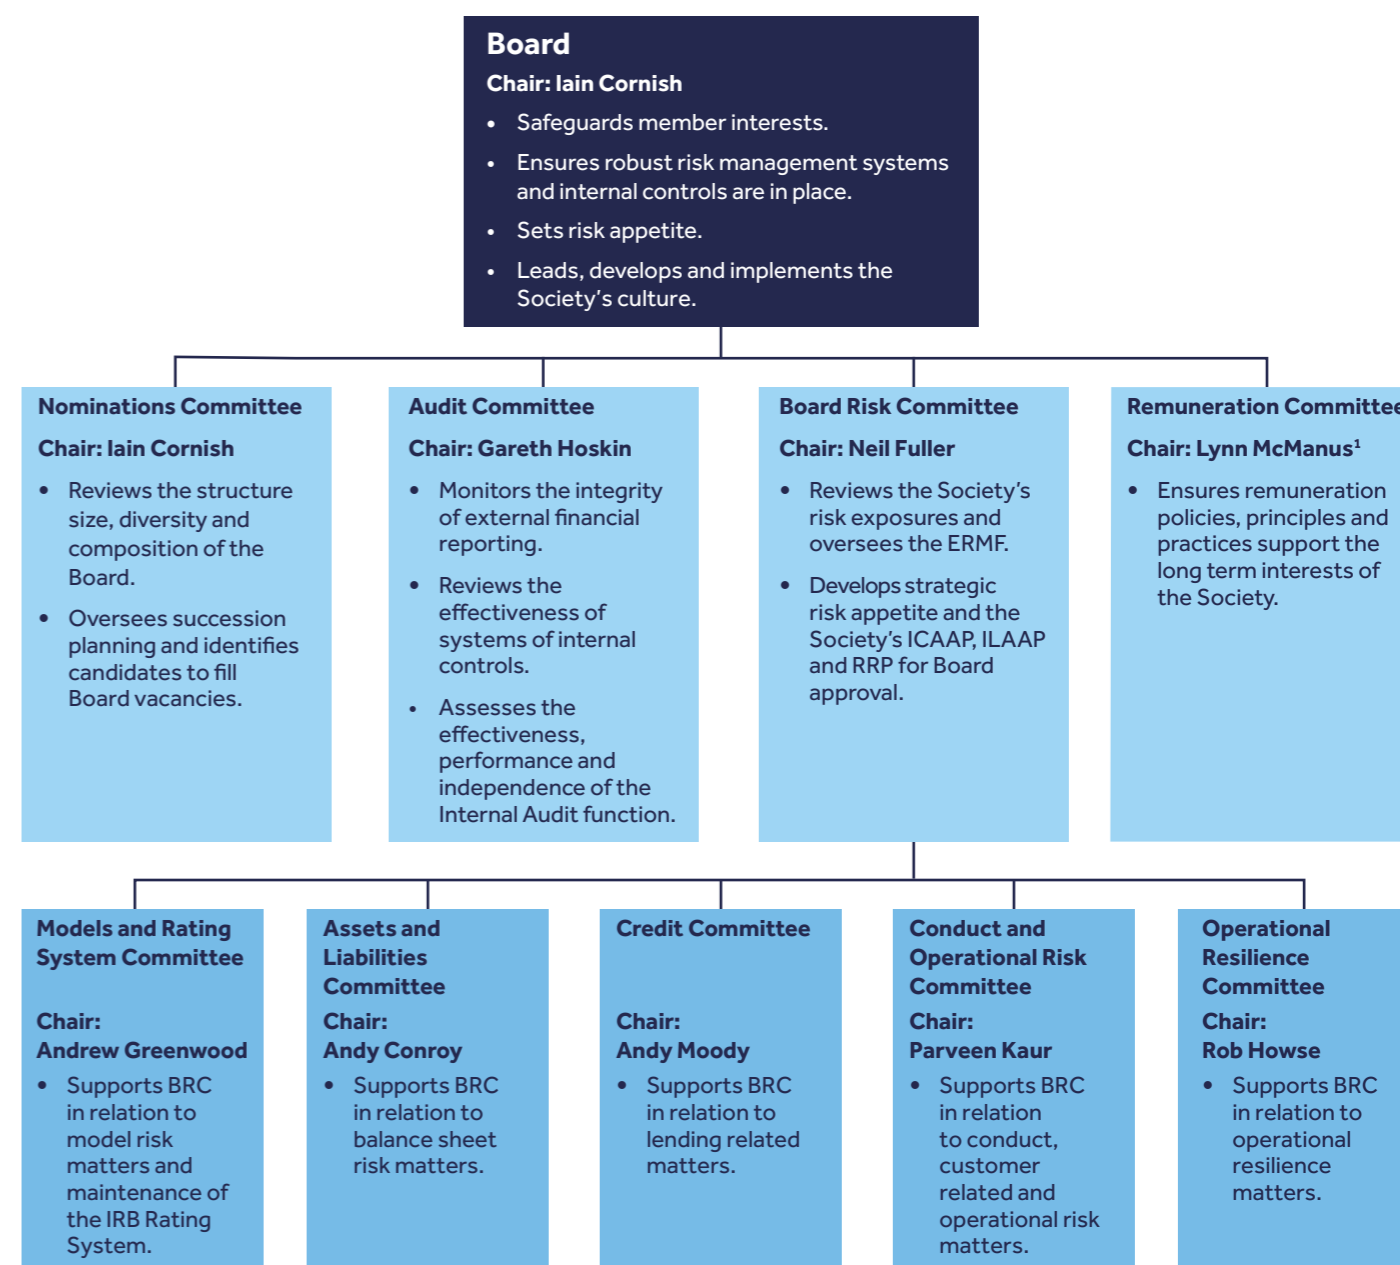 Board
Chair: Iain Cornish
• Safeguards member interests.
• Ensures robust risk management systems
and internal controls are in place.
• Sets risk appetite.
• Leads, develops and implements the
Society's culture.
Nominations Committee
Chair: Iain Cornish
• Reviews the structure
size, diversity and
composition of the
Board.
• Oversees succession
planning and identifies
candidates to fill
Board vacancies.
Audit Committee
Chair: Gareth Hoskin
• Monitors the integrity
of external financial
reporting.
• Reviews the
effectiveness of
systems of internal
controls.
• Assesses the
effectiveness,
performance and
independence of the
Internal Audit function.
Board Risk Committee
Chair: Neil Fuller
• Reviews the Society's
risk exposures and
oversees the ERMF.
• Develops strategic
risk appetite and the
Society's ICAAP, ILAAP
and RRP for Board
approval.
Remuneration Committee
Chair: Lynn McManus¹
• Ensures remuneration
policies, principles and
practices support the
long term interests of
the Society.
Models and Rating
System Committee
Chair:
Andrew Greenwood
• Supports BRC
in relation to
model risk
matters and
maintenance of
the IRB Rating
System.
Assets and
Liabilities
Committee
Chair:
Andy Conroy
• Supports BRC
in relation to
balance sheet
risk matters.
Credit Committee
Chair:
Andy Moody
• Supports BRC
in relation to
lending related
matters.
Conduct and
Operational Risk
Committee
Chair:
Parveen Kaur
• Supports BRC
in relation
to conduct,
customer
related and
operational risk
matters.
Operational
Resilience
Committee
Chair:
Rob Howse
• Supports BRC
in relation to
operational
resilience
matters.